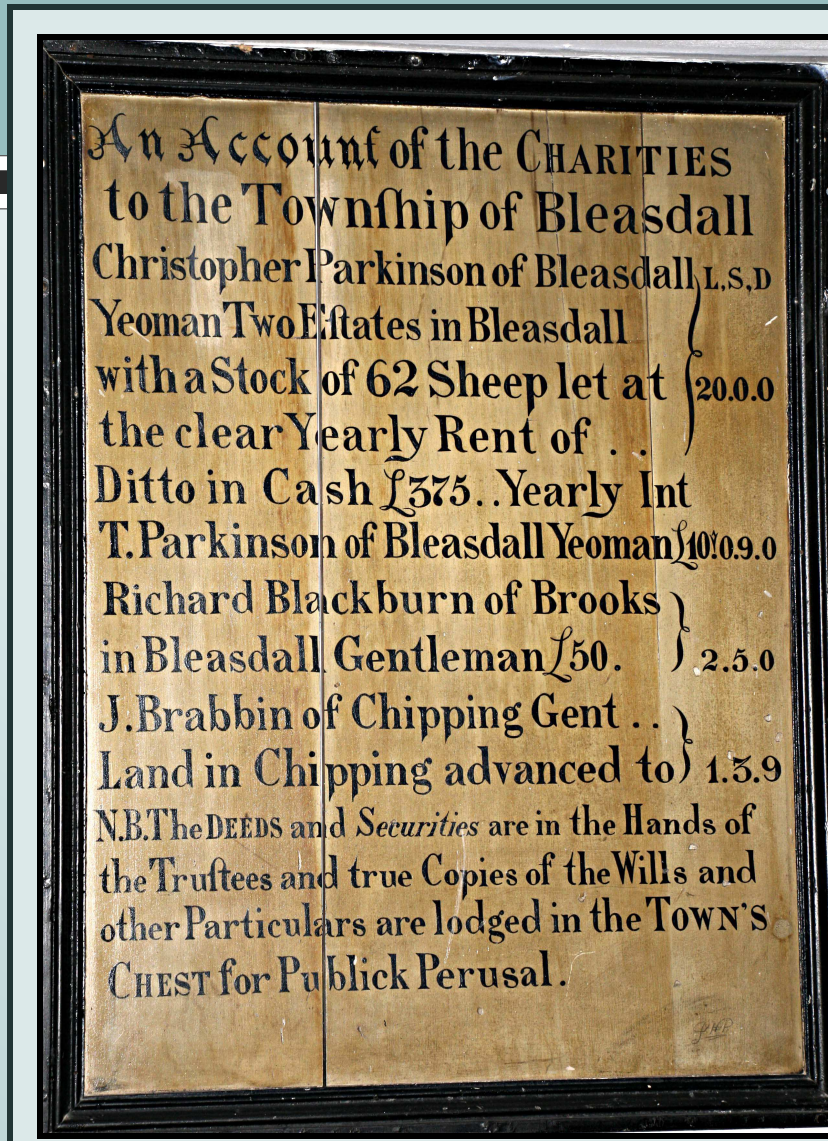 An Account of the CHARITIES
to the Townſhip of Bleasdall
Christopher Parkinson of Bleasdall L,S,D
Yeoman Two Eſtates in Bleasdall
with a Stock of 62 Sheep let at 20.0.0
the clear Yearly Rent of . .
Ditto in Cash £375. . Yearly Int
T. Parkinson of Bleasdall Yeoman £10. 0.9.0
Richard Blackburn of Brooks
in Bleasdall Gentleman £50. 2.5.0
J. Brabbin of Chipping Gent . .
Land in Chipping advanced to 1.3.9
N.B. The DEEDS and Securities are in the Hands of
the Truſtees and true Copies of the Wills and
other Particulars are lodged in the TOWN'S
CHEST for Publick Perusal.